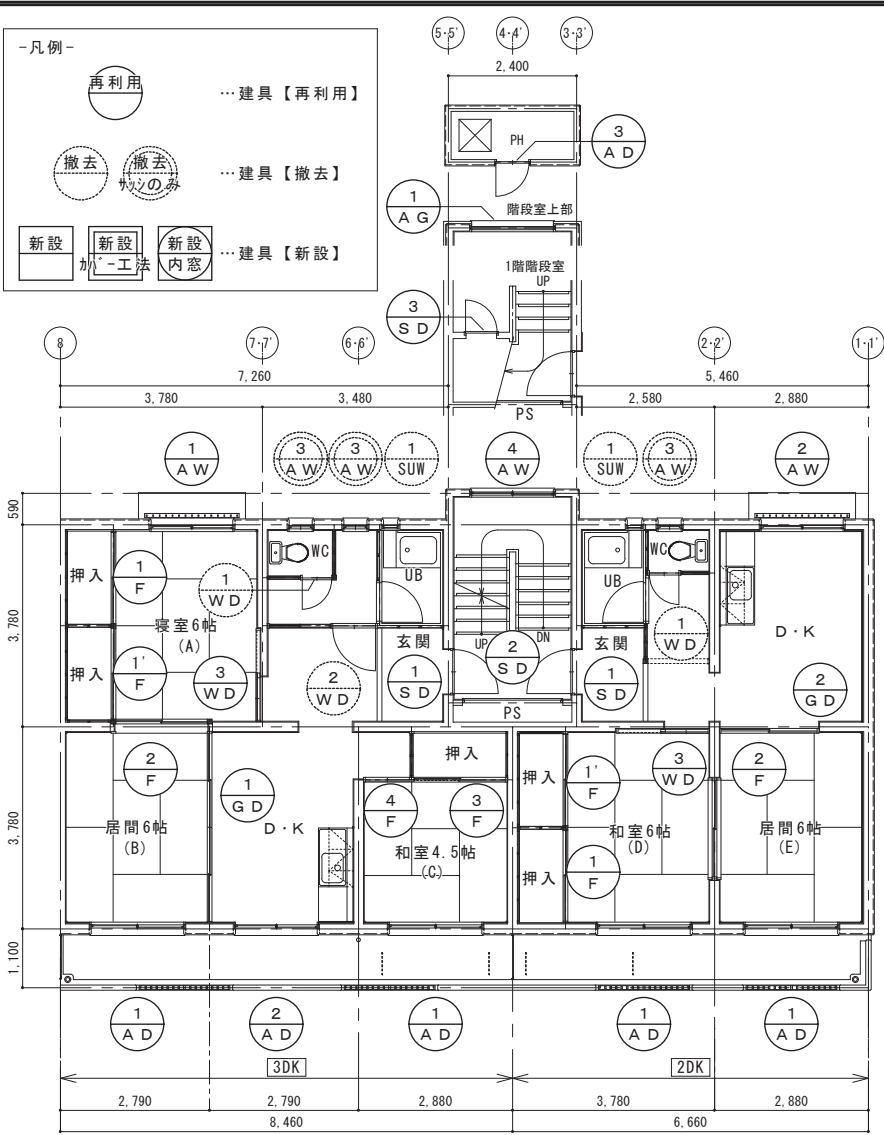 -凡例-
再利用
…建具【再利用】
撤去
撤去
サッシのみ
…建具【撤去】
新設
新設
カバー工法
新設
内窓
…建具【新設】
5・5' 4・4' 3・3'
2,400
PH
3
AD
1
AG
階段室上部
1階階段室
UP
3
SD
PS
8 7・7' 6・6' 2・2' 1・1'
7,260 5,460
3,780 3,480 2,580 2,880
1
AW
3
AW
3
AW
1
SUW
4
AW
1
SUW
3
AW
2
AW
590
3,780
3,780
1,100
押入
押入
1
F
1'
F
寝室6帖
(A)
1
WD
3
WD
WC
UB
玄関
2
WD
1
SD
UP
DN
2
SD
PS
UB
WC
玄関
1
SD
1
WD
D・K
2
GD
2
F
居間6帖
(B)
1
GD
D・K
押入
4
F
3
F
和室4.5帖
(C)
押入
押入
1'
F
1
F
3
WD
和室6帖
(D)
2
F
居間6帖
(E)
1
AD
2
AD
1
AD
1
AD
1
AD
3DK 2DK
2,790 2,790 2,880 3,780 2,880
8,460 6,660